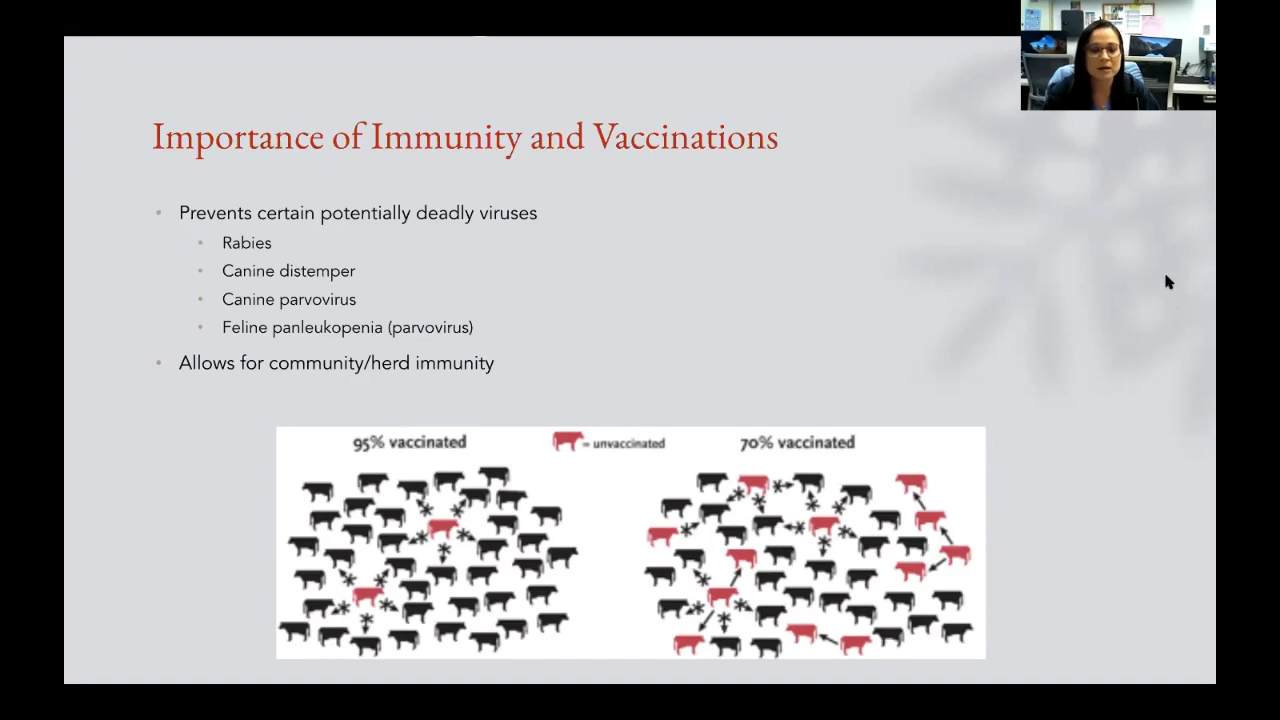 Importance of Immunity and Vaccinations
Prevents certain potentially deadly viruses
Rabies
Canine distemper
Canine parvovirus
Feline panleukopenia (parvovirus)
Allows for community/herd immunity
95% vaccinated
= unvaccinated
70% vaccinated